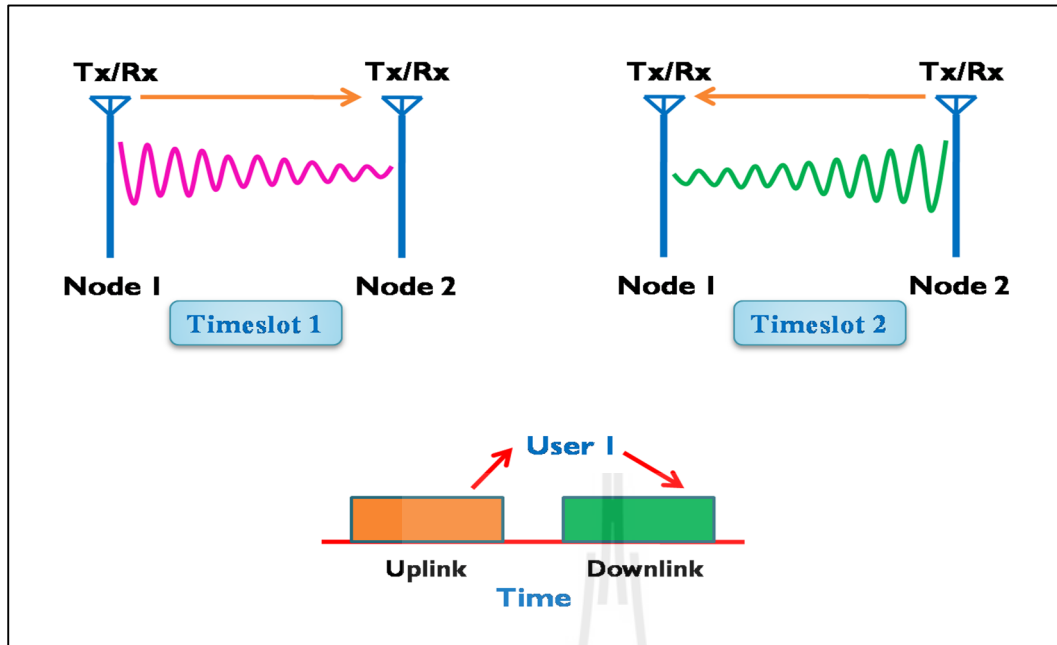 Tx/Rx Tx/Rx Tx/Rx Tx/Rx
Node 1 Node 2 Node 1 Node 2
Timeslot 1 Timeslot 2
User 1
Uplink Downlink
Time